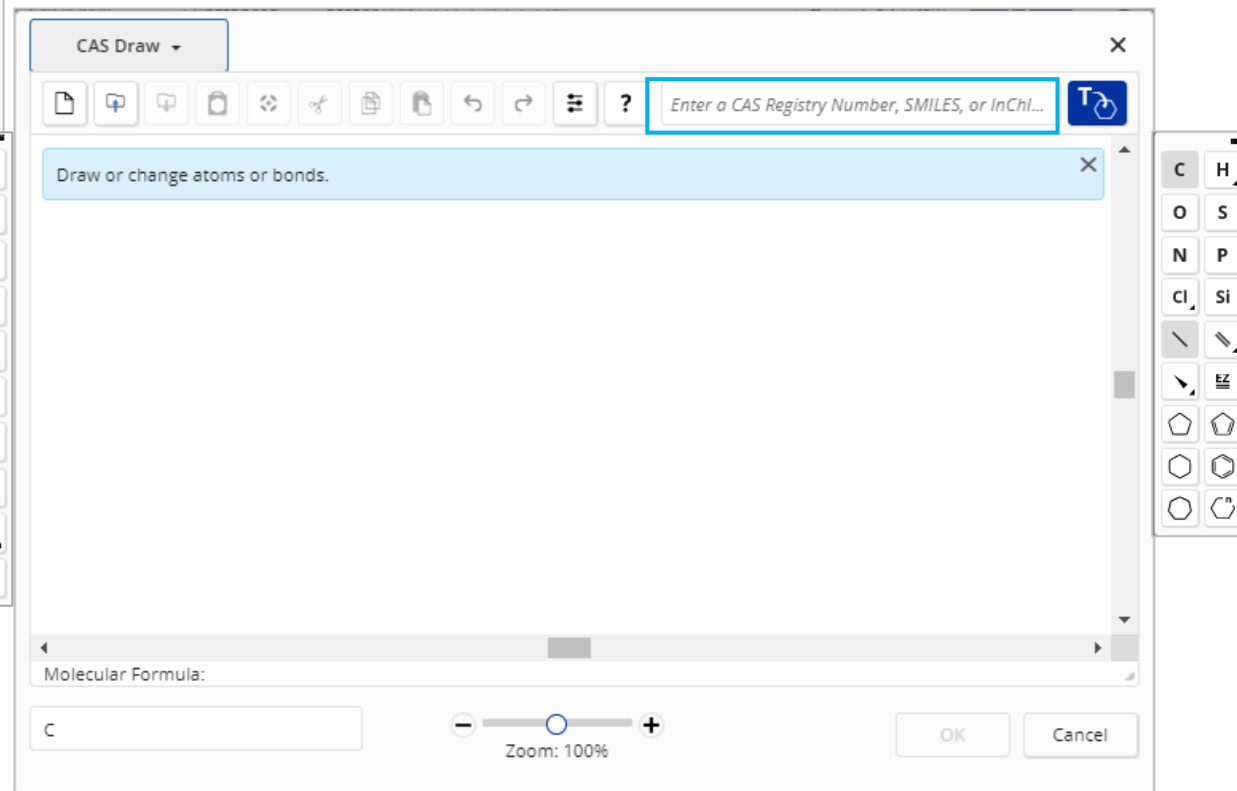 CAS Draw
?
Enter a CAS Registry Number, SMILES, or InChI...
T
Draw or change atoms or bonds.
C H
O S
N P
Cl Si
EZ
n
Molecular Formula:
C
Zoom: 100%
OK
Cancel